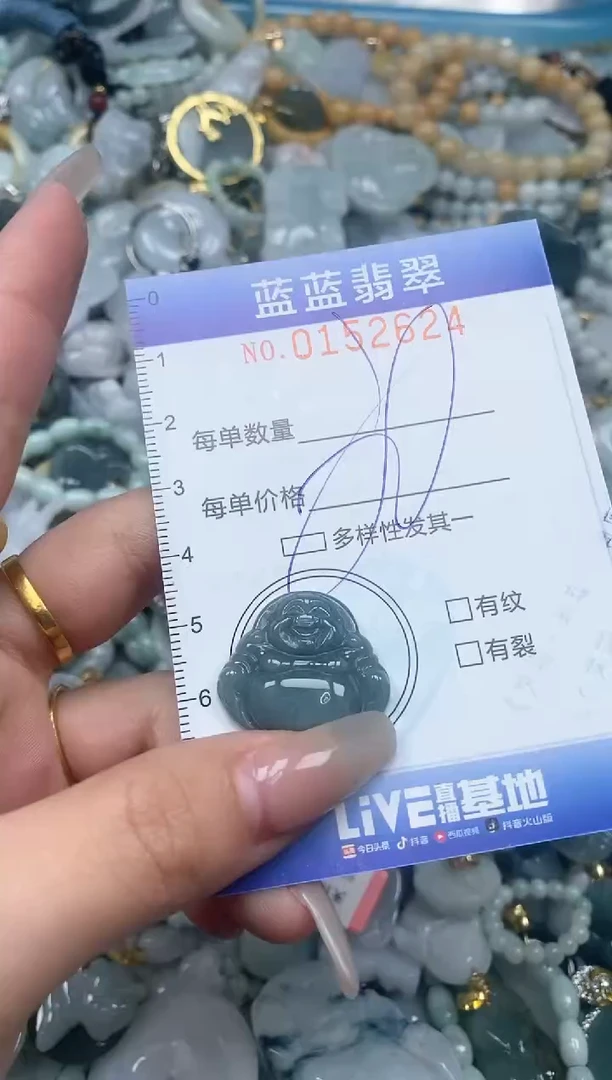 蓝蓝翡翠
NO.0152624
0
1
2
3
4
5
6
每单数量
每单价格
多样性发其一
有纹
有裂
LiVE直播基地
今日头条 抖音 西瓜视频 抖音火山版